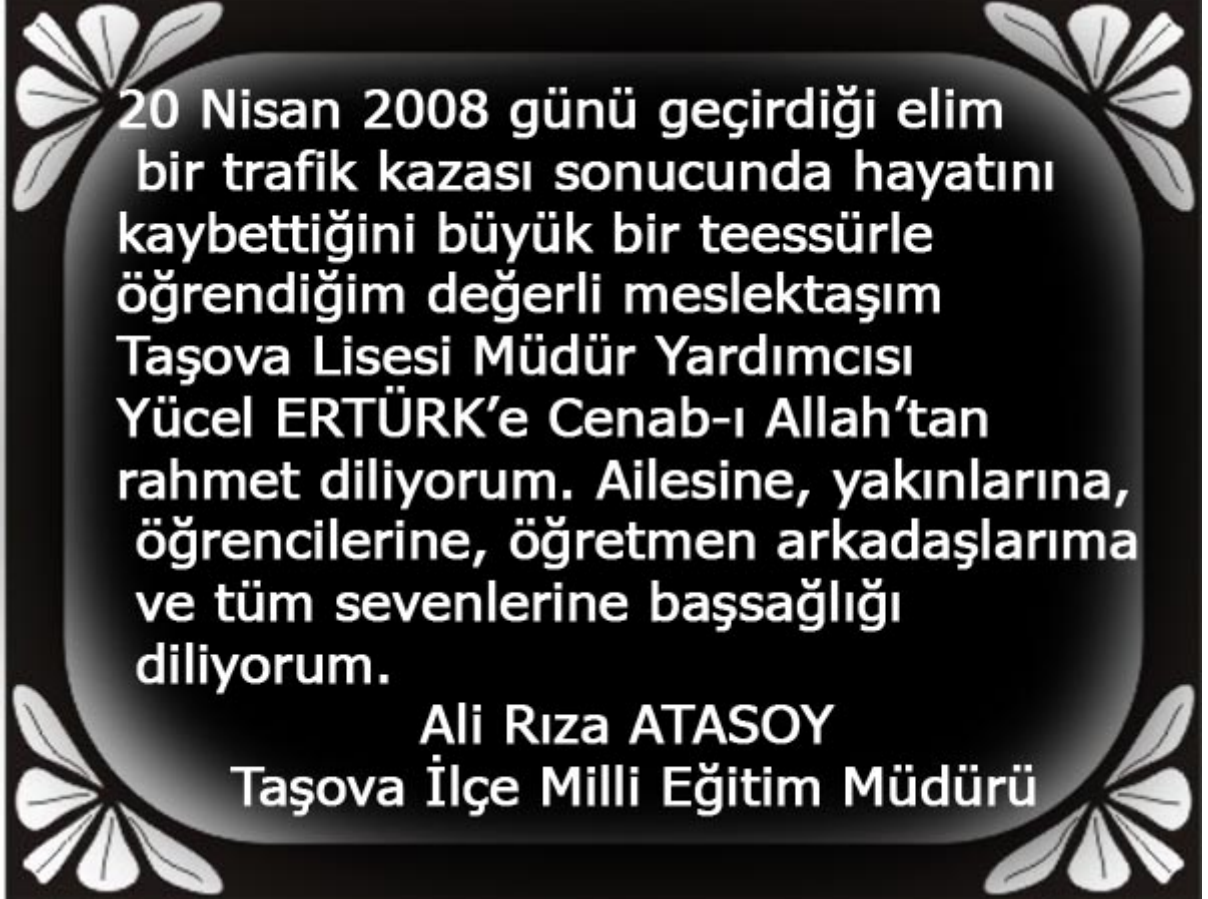 20 Nisan 2008 günü geçirdiği elim
bir trafik kazası sonucunda hayatını
kaybettiğini büyük bir teessürle
öğrendiğim değerli meslektaşım
Taşova Lisesi Müdür Yardımcısı
Yücel ERTÜRK’e Cenab-ı Allah’tan
rahmet diliyorum. Ailesine, yakınlarına,
öğrencilerine, öğretmen arkadaşlarıma
ve tüm sevenlerine başsağlığı
diliyorum.
Ali Rıza ATASOY
Taşova İlçe Milli Eğitim Müdürü